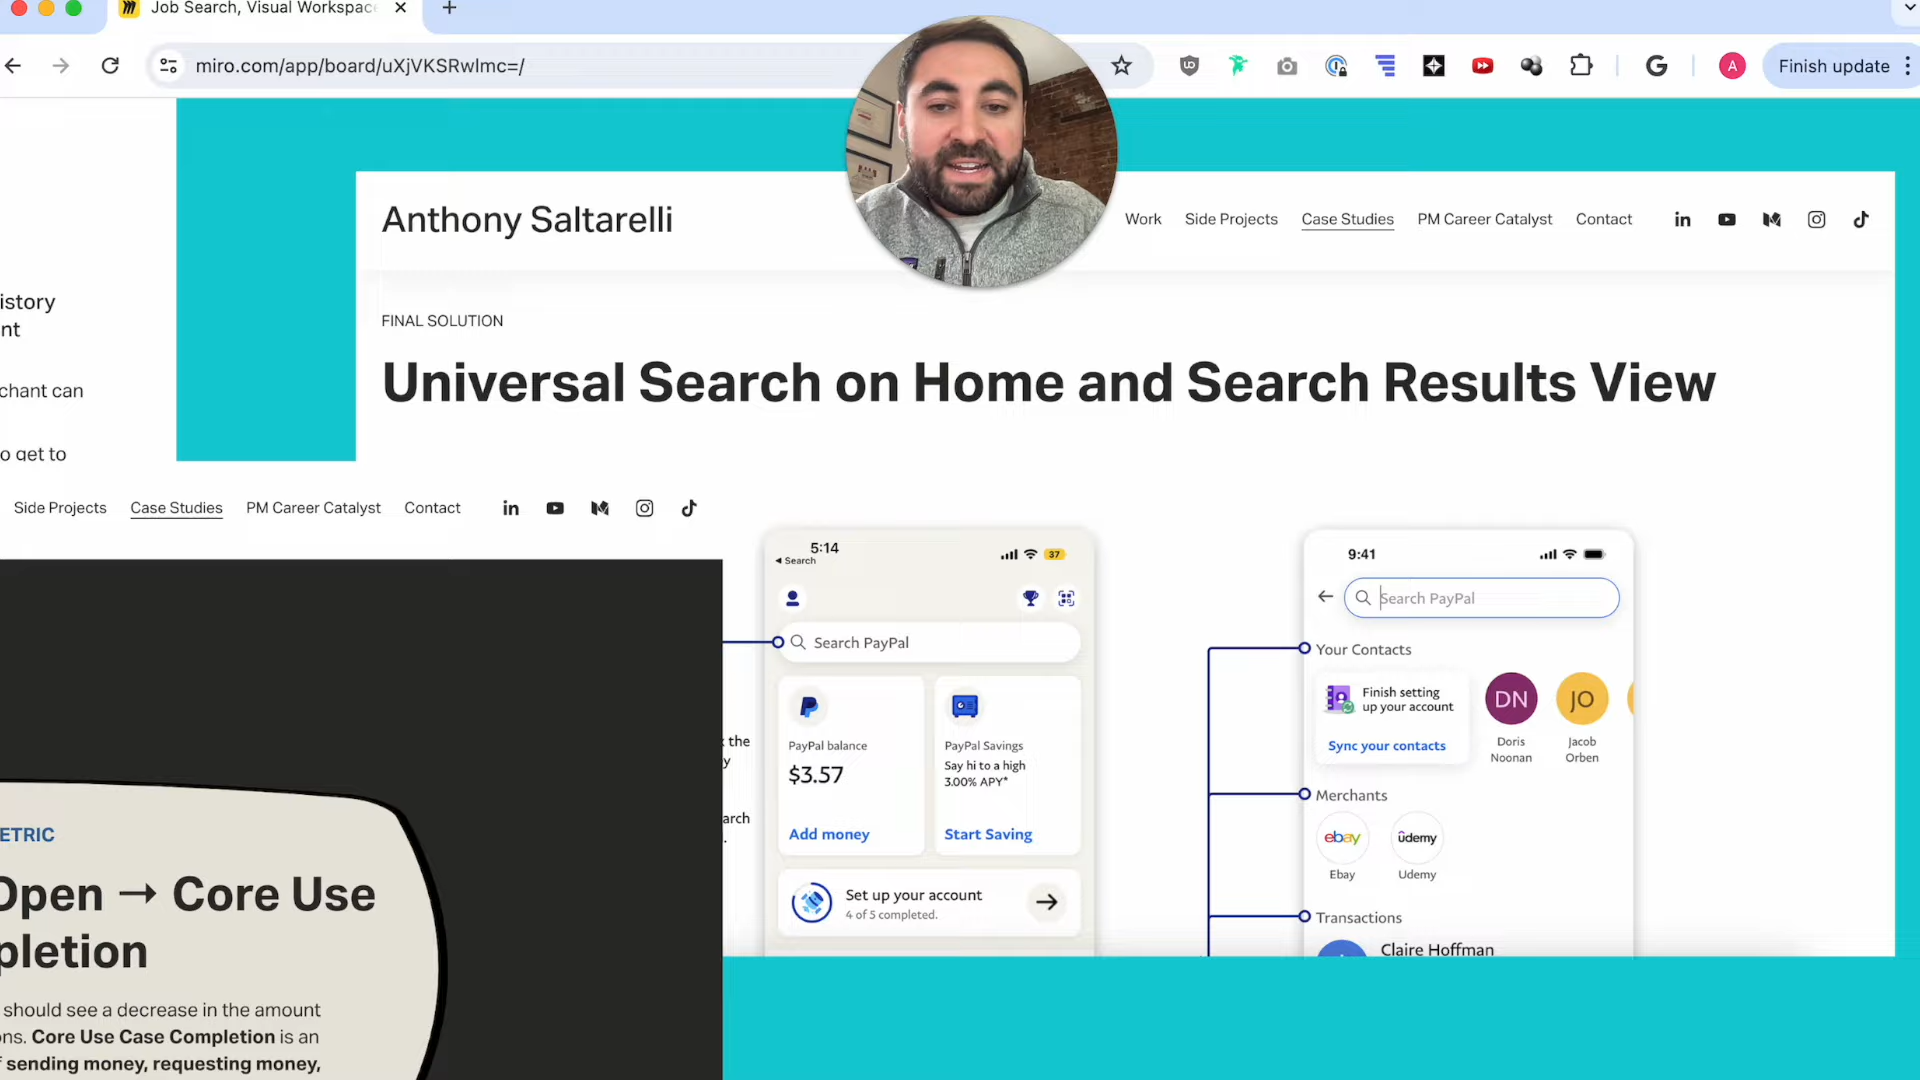 Job Search, Visual Workspace
miro.com/app/board/uXjVKSRwlmc=/
Finish update
A
Anthony Saltarelli
Work
Side Projects
Case Studies
PM Career Catalyst
Contact
FINAL SOLUTION
Universal Search on Home and Search Results View
istory
nt
chant can
o get to
Side Projects
Case Studies
PM Career Catalyst
Contact
ETRIC
Open → Core Use
pletion
should see a decrease in the amount
ons. Core Use Case Completion is an
f sending money, requesting money,
the
y
arch
.
5:14
Search
37
Search PayPal
PayPal balance
$3.57
Add money
PayPal Savings
Say hi to a high
3.00% APY*
Start Saving
Set up your account
4 of 5 completed.
9:41
Search PayPal
Your Contacts
Finish setting
up your account
Sync your contacts
DN
Doris
Noonan
JO
Jacob
Orben
Merchants
ebay
Ebay
ûdemy
Udemy
Transactions
Claire Hoffman